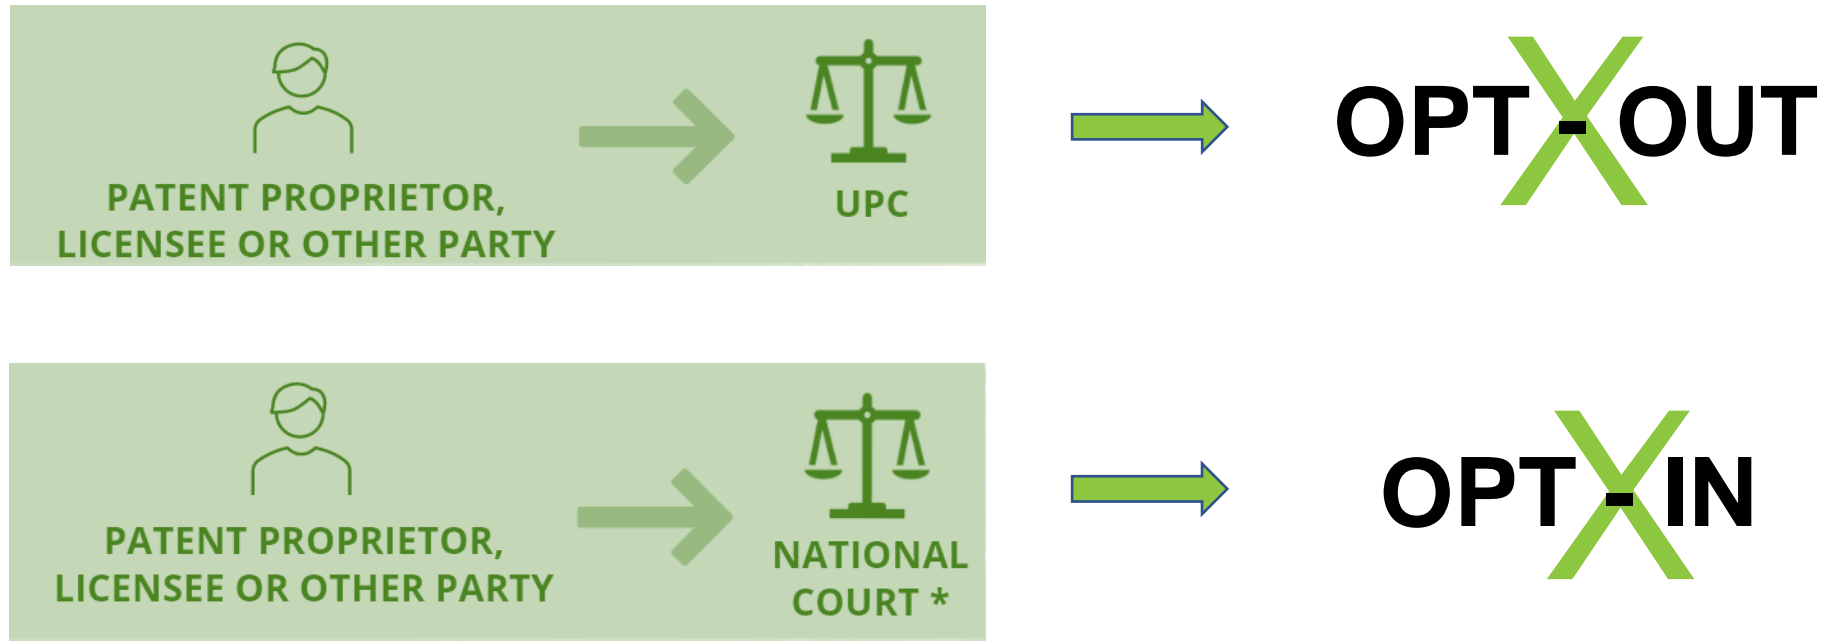 PATENT PROPRIETOR,
LICENSEE OR OTHER PARTY
UPC
OPT-OUT
PATENT PROPRIETOR,
LICENSEE OR OTHER PARTY
NATIONAL
COURT *
OPT-IN